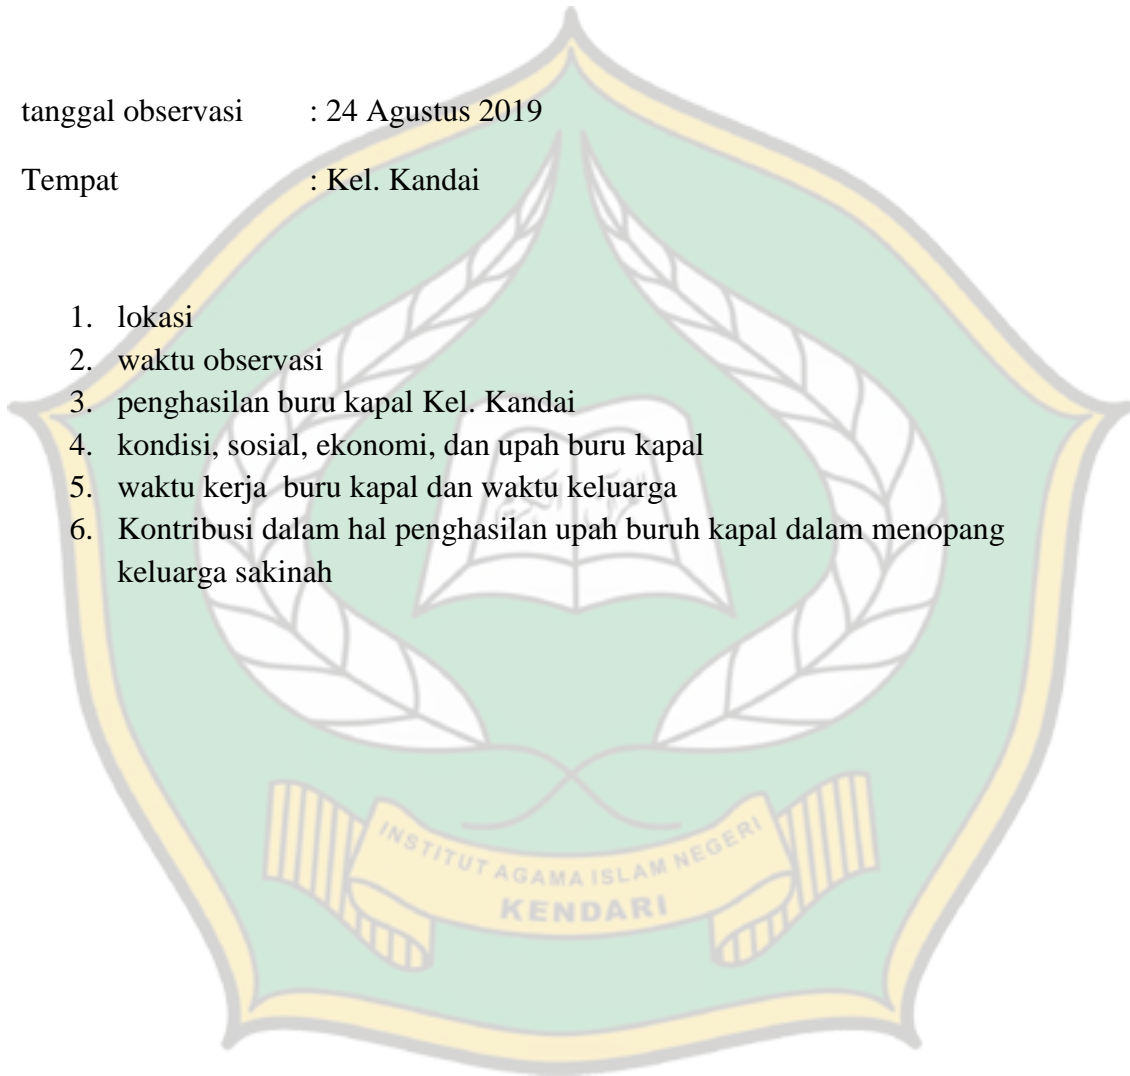 tanggal observasi : 24 Agustus 2019
Tempat : Kel. Kandai
1. lokasi
2. waktu observasi
3. penghasilan buru kapal Kel. Kandai
4. kondisi, sosial, ekonomi, dan upah buru kapal
5. waktu kerja buru kapal dan waktu keluarga
6. Kontribusi dalam hal penghasilan upah buruh kapal dalam menopang
keluarga sakinah
INSTITUT AGAMA ISLAM NEGERI
KENDARI